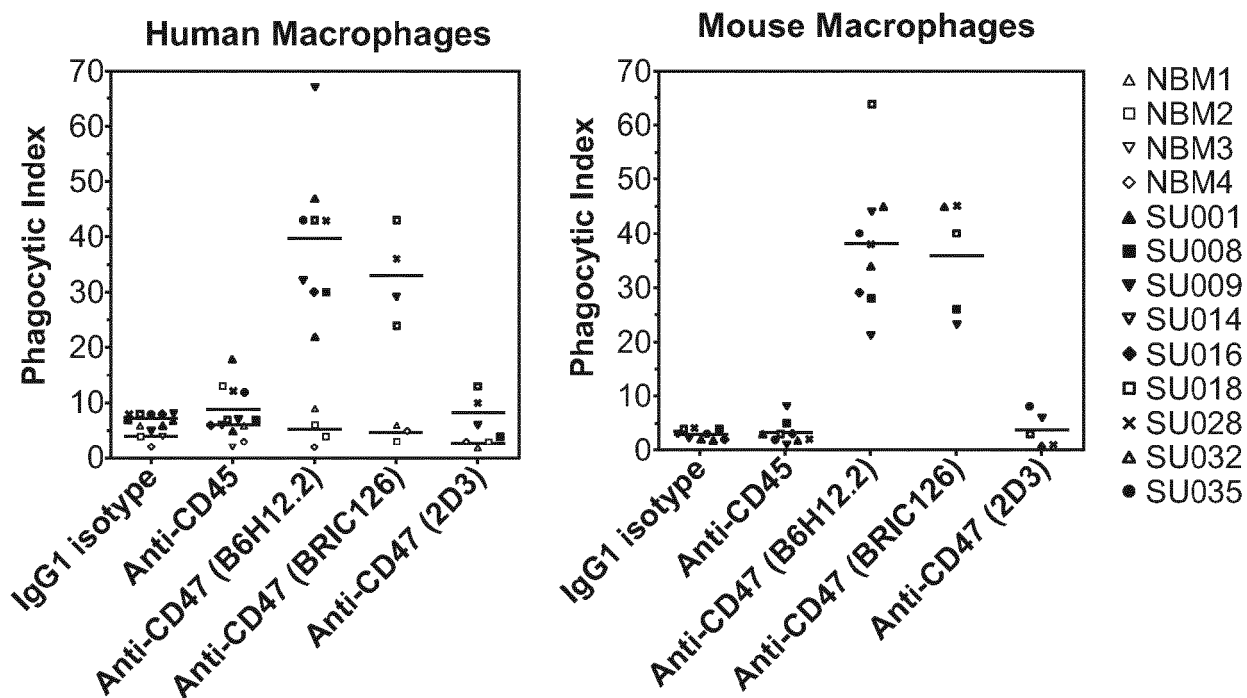 Human Macrophages
Phagocytic Index
70
60
50
40
30
20
10
0
IgG1 isotype
Anti-CD45
Anti-CD47 (B6H12.2)
Anti-CD47 (BRIC126)
Anti-CD47 (2D3)
Mouse Macrophages
Phagocytic Index
70
60
50
40
30
20
10
0
IgG1 isotype
Anti-CD45
Anti-CD47 (B6H12.2)
Anti-CD47 (BRIC126)
Anti-CD47 (2D3)
NBM1
NBM2
NBM3
NBM4
SU001
SU008
SU009
SU014
SU016
SU018
SU028
SU032
SU035